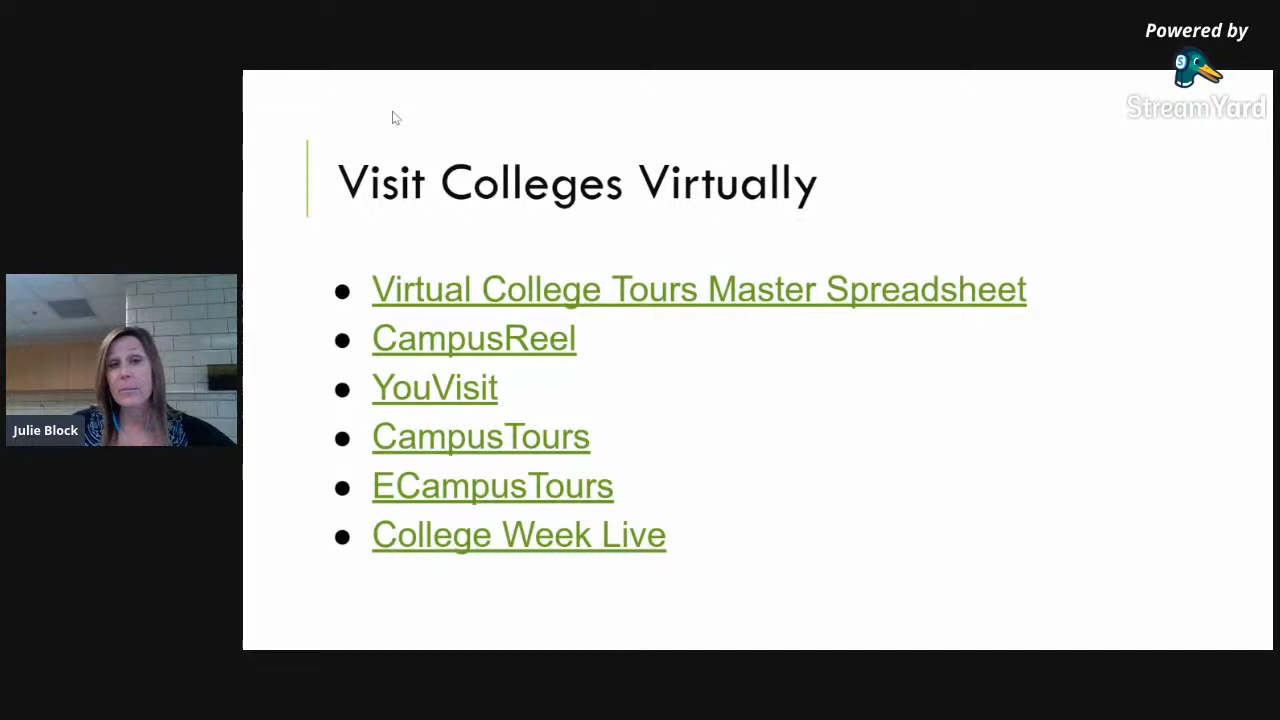 Powered by
StreamYard
Visit Colleges Virtually
Virtual College Tours Master Spreadsheet
CampusReel
YouVisit
CampusTours
ECampusTours
College Week Live
Julie Block